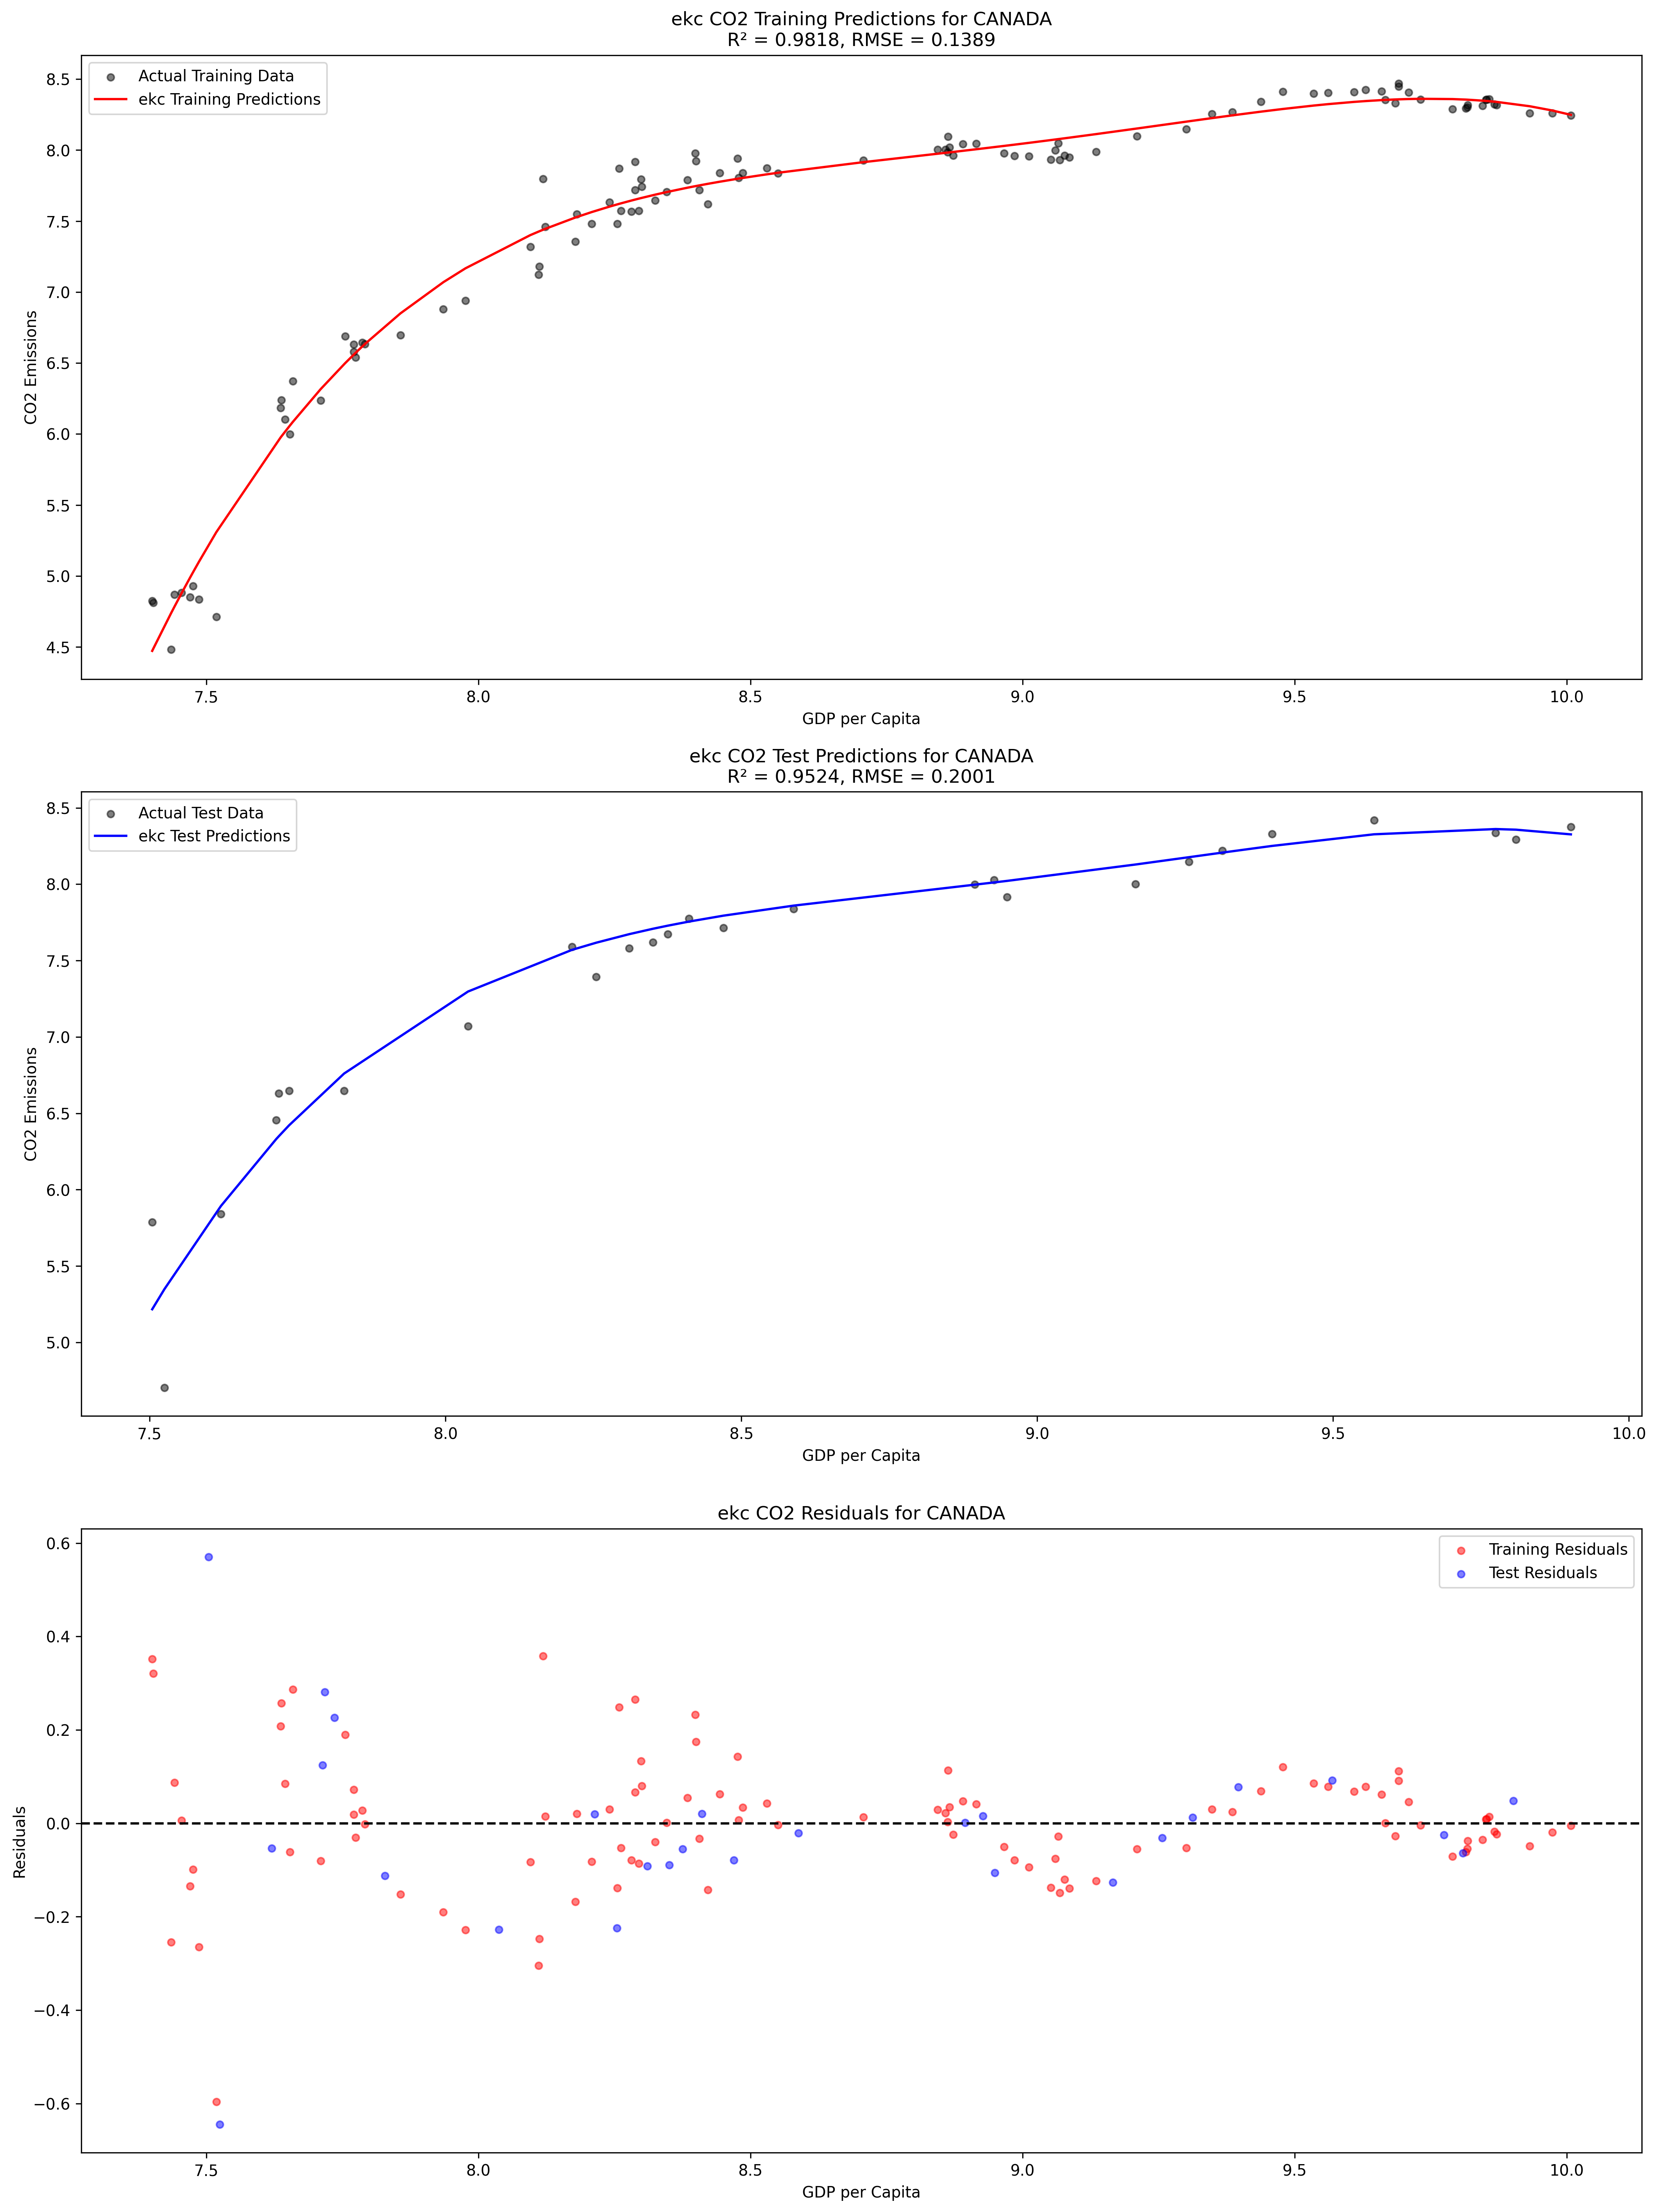 ekc CO2 Training Predictions for CANADA
R² = 0.9818, RMSE = 0.1389
Actual Training Data
ekc Training Predictions
8.5
8.0
7.5
7.0
6.5
6.0
5.5
5.0
4.5
CO2 Emissions
7.5 8.0 8.5 9.0 9.5 10.0
GDP per Capita
ekc CO2 Test Predictions for CANADA
R² = 0.9524, RMSE = 0.2001
Actual Test Data
ekc Test Predictions
8.5
8.0
7.5
7.0
6.5
6.0
5.5
5.0
CO2 Emissions
7.5 8.0 8.5 9.0 9.5 10.0
GDP per Capita
ekc CO2 Residuals for CANADA
Training Residuals
Test Residuals
0.6
0.4
0.2
0.0
−0.2
−0.4
−0.6
Residuals
7.5 8.0 8.5 9.0 9.5 10.0
GDP per Capita